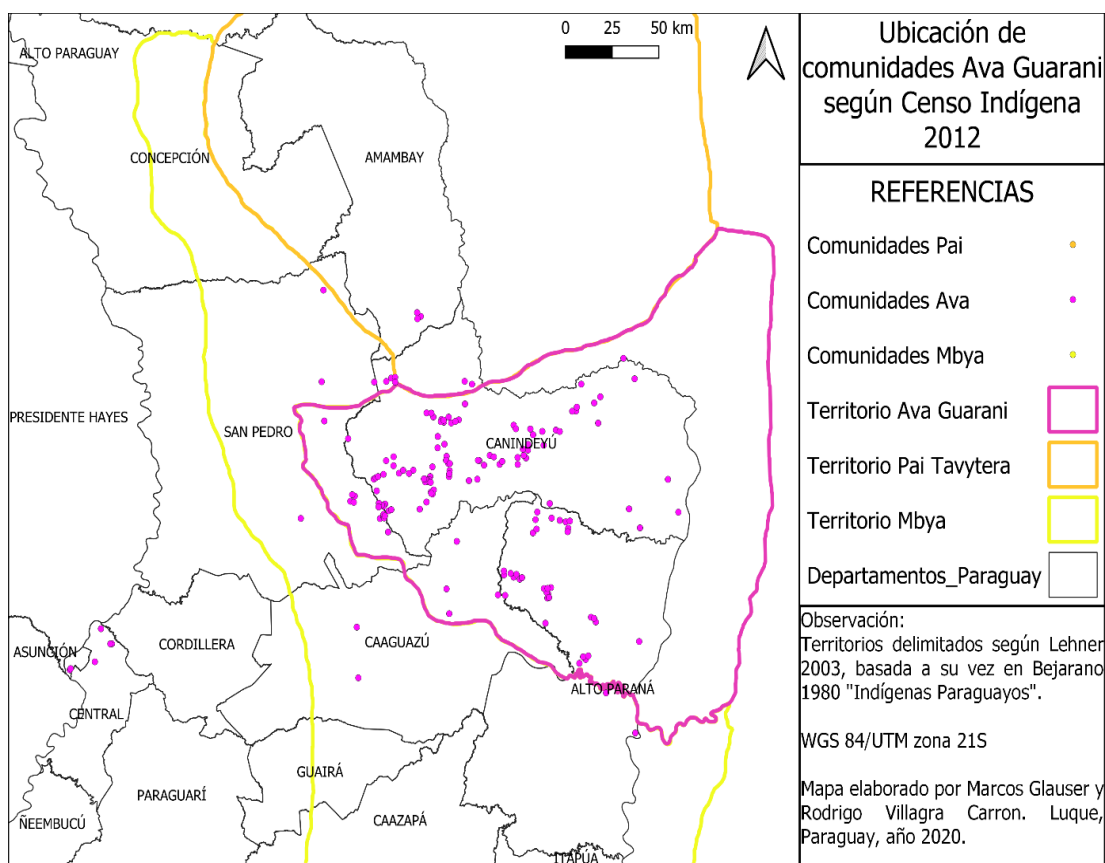 0 25 50 km
ALTO PARAGUAY
CONCEPCIÓN
AMAMBAY
PRESIDENTE HAYES
SAN PEDRO
CANINDEYÚ
ASUNCIÓN
CORDILLERA
CAAGUAZÚ
ALTO PARANÁ
CENTRAL
GUAIRÁ
PARAGUARÍ
ÑEEMBUCÚ
CAAZAPÁ
ITAPÚA
Ubicación de
comunidades Ava Guarani
según Censo Indígena
2012
REFERENCIAS
Comunidades Pai
Comunidades Ava
Comunidades Mbya
Territorio Ava Guarani
Territorio Pai Tavytera
Territorio Mbya
Departamentos_Paraguay
Observación:
Territorios delimitados según Lehner
2003, basada a su vez en Bejarano
1980 "Indígenas Paraguayos".
WGS 84/UTM zona 21S
Mapa elaborado por Marcos Glauser y
Rodrigo Villagra Carron. Luque,
Paraguay, año 2020.